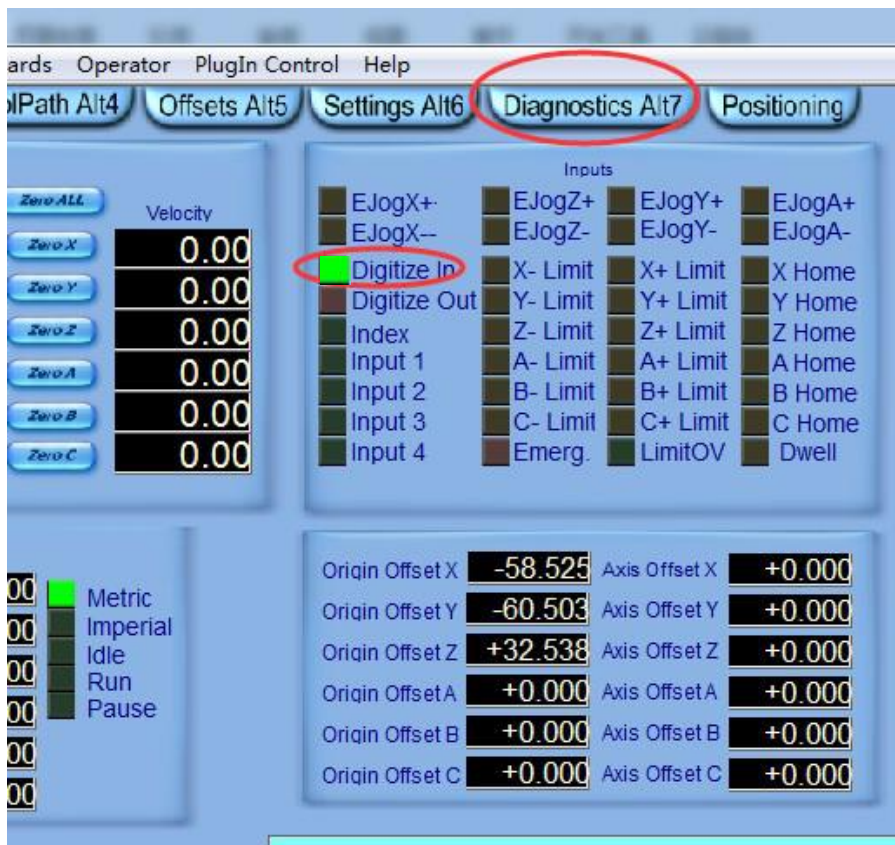 ards Operator PlugIn Control Help
olPath Alt4 Offsets Alt5 Settings Alt6 Diagnostics Alt7 Positioning
Zero ALL
Velocity
Zero X 0.00
Zero Y 0.00
Zero Z 0.00
Zero A 0.00
Zero B 0.00
Zero C 0.00
Inputs
EJogX+ EJogZ+ EJogY+ EJogA+
EJogX-- EJogZ- EJogY- EJogA-
Digitize In X- Limit X+ Limit X Home
Digitize Out Y- Limit Y+ Limit Y Home
Index Z- Limit Z+ Limit Z Home
Input 1 A- Limit A+ Limit A Home
Input 2 B- Limit B+ Limit B Home
Input 3 C- Limit C+ Limit C Home
Input 4 Emerg. LimitOV Dwell
00 Metric
00 Imperial
Idle
00 Run
00 Pause
00
00
Origin Offset X -58.525 Axis Offset X +0.000
Origin Offset Y -60.503 Axis Offset Y +0.000
Origin Offset Z +32.538 Axis Offset Z +0.000
Origin Offset A +0.000 Axis Offset A +0.000
Origin Offset B +0.000 Axis Offset B +0.000
Origin Offset C +0.000 Axis Offset C +0.000